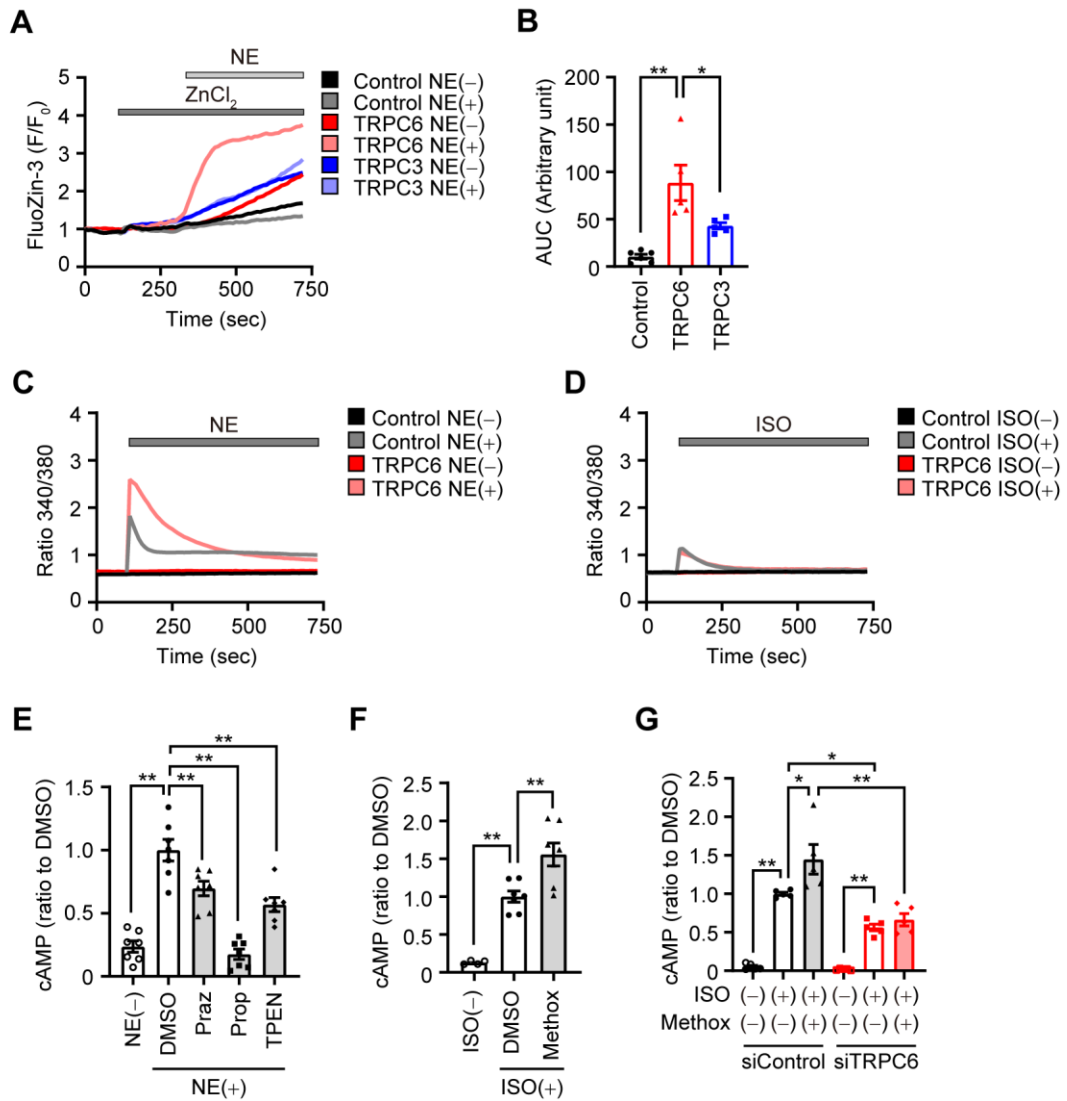 A
NE
ZnCl2
FluoZin-3 (F/F0)
5
4
3
2
1
0
0
250
500
750
Time (sec)
Control NE(−)
Control NE(+)
TRPC6 NE(−)
TRPC6 NE(+)
TRPC3 NE(−)
TRPC3 NE(+)
B
AUC (Arbitrary unit)
200
150
100
50
0
**
*
Control
TRPC6
TRPC3
C
NE
Ratio 340/380
4
3
2
1
0
0
250
500
750
Time (sec)
Control NE(−)
Control NE(+)
TRPC6 NE(−)
TRPC6 NE(+)
D
ISO
Ratio 340/380
4
3
2
1
0
0
250
500
750
Time (sec)
Control ISO(−)
Control ISO(+)
TRPC6 ISO(−)
TRPC6 ISO(+)
E
cAMP (ratio to DMSO)
1.5
1.0
0.5
0
**
**
**
**
NE(−)
DMSO
Praz
Prop
TPEN
NE(+)
F
cAMP (ratio to DMSO)
2.5
2.0
1.5
1.0
0.5
0
**
**
ISO(−)
DMSO
Methox
ISO(+)
G
cAMP (ratio to DMSO)
2.5
2.0
1.5
1.0
0.5
0
*
*
**
**
**
ISO (−) (+) (+) (−) (+) (+)
Methox (−) (−) (+) (−) (−) (+)
siControl siTRPC6